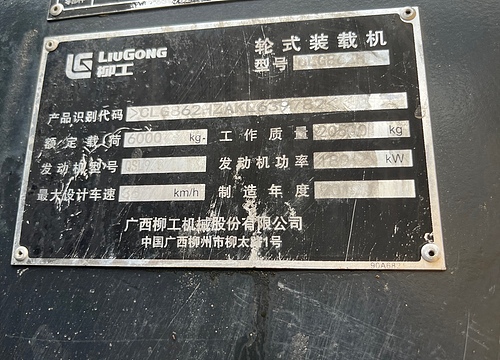 LIUGONG
柳工
轮式装载机
型号 CLG862H
产品识别代码 >CLG862HZAKL639782<
额定载荷 6000 kg
工作质量 kg
发动机型号
发动机功率 kW
最大设计车速 km/h
制造年度
广西柳工机械股份有限公司
中国广西柳州市柳太路1号
90A68